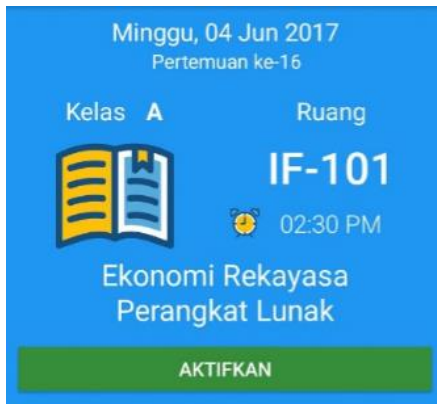 Minggu, 04 Jun 2017
Pertemuan ke-16
Kelas A
Ruang
IF-101
02:30 PM
Ekonomi Rekayasa
Perangkat Lunak
AKTIFKAN